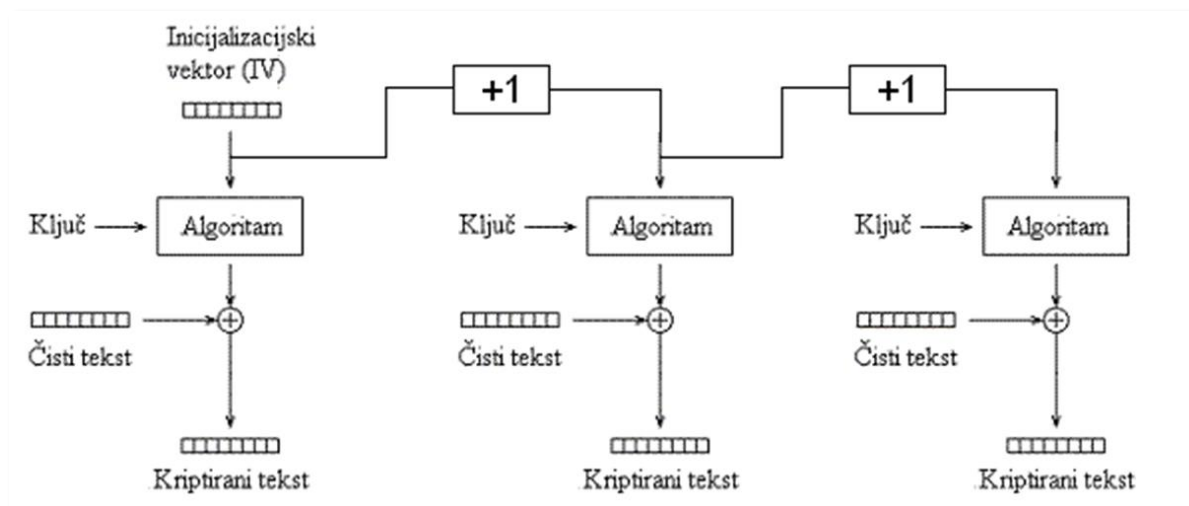 Inicijalizacijski
vektor (IV)
+1
+1
Ključ
Algoritam
Ključ
Algoritam
Ključ
Algoritam
Čisti tekst
Čisti tekst
Čisti tekst
Kriptirani tekst
Kriptirani tekst
Kriptirani tekst